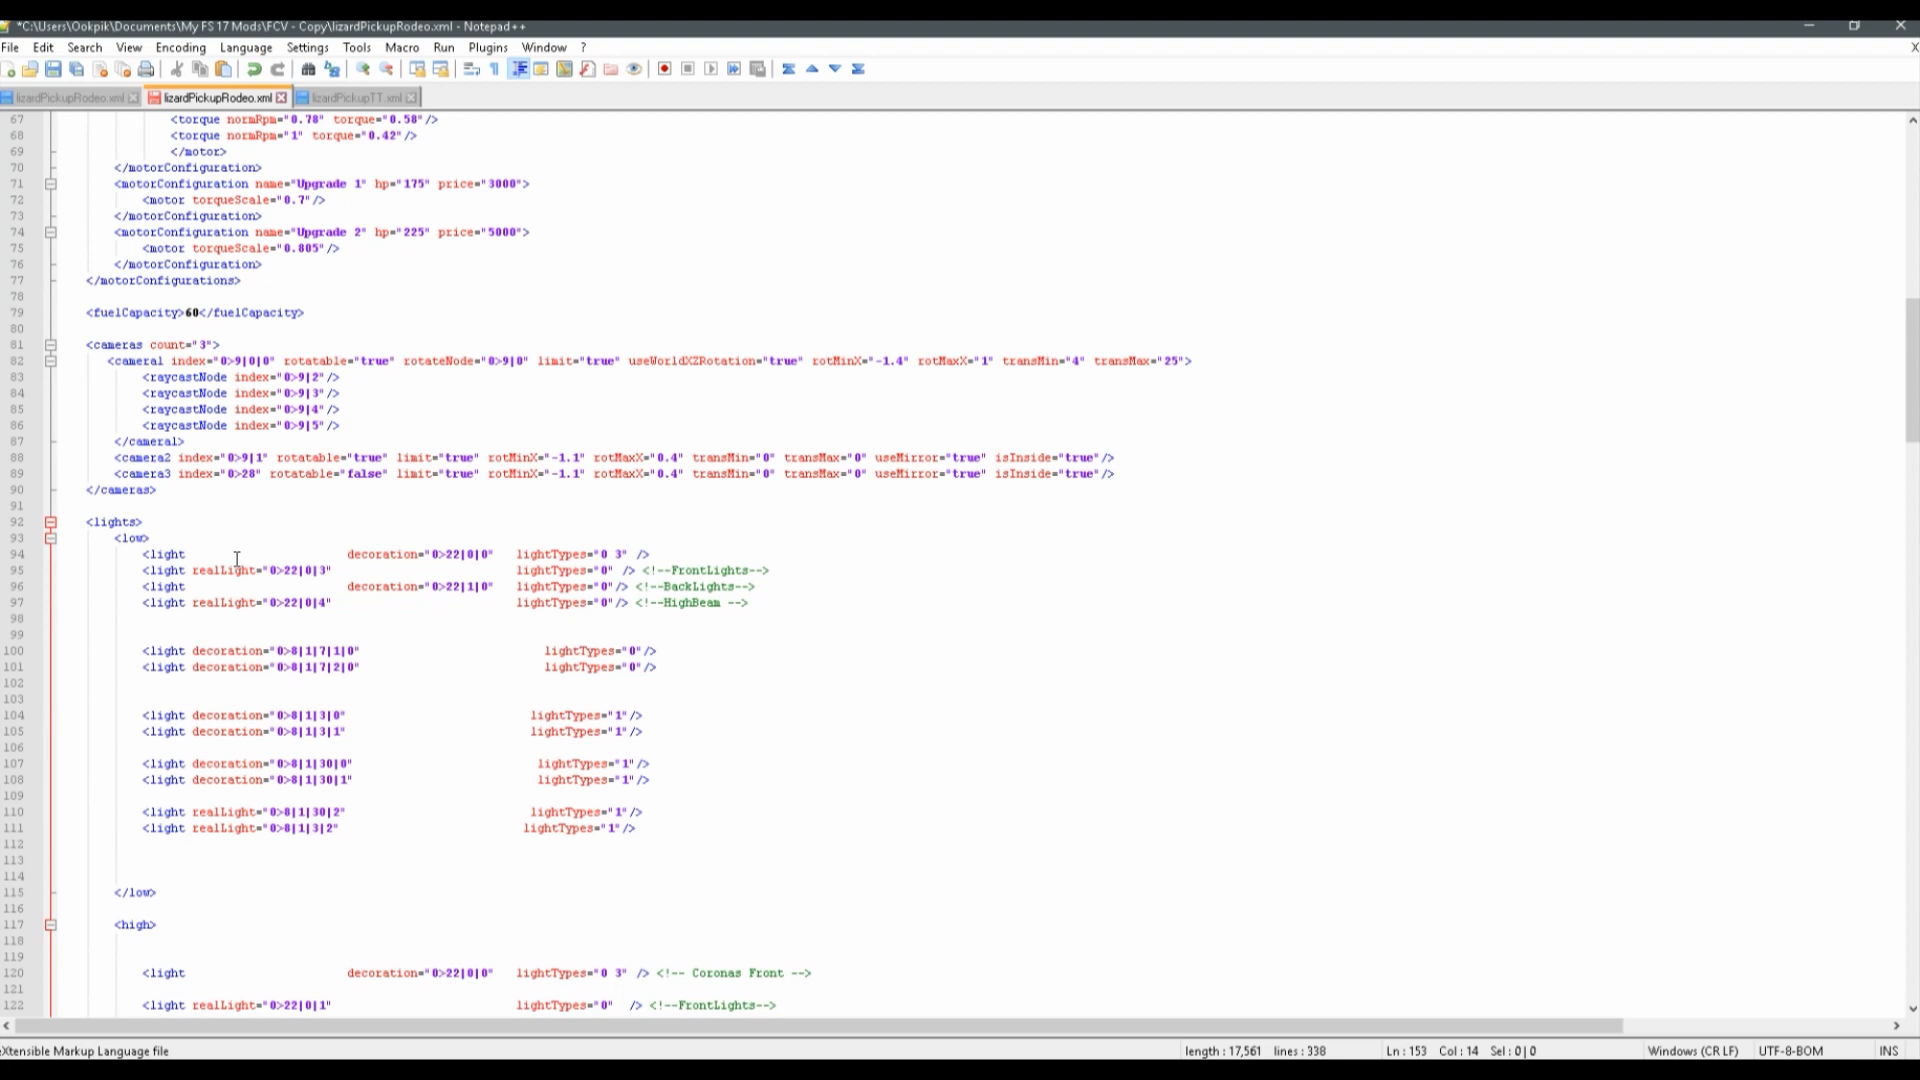 *C:\Users\Ookpik\Documents\My FS 17 Mods\FCV - Copy\lizardPickupRodeo.xml - Notepad++
File Edit Search View Encoding Language Settings Tools Macro Run Plugins Window ? X
lizardPickupRodeo.xml lizardPickupRodeo.xml lizardPickupTT.xml
67 <torque normRpm="0.78" torque="0.58"/>
68 <torque normRpm="1" torque="0.42"/>
69 </motor>
70 </motorConfiguration>
71 <motorConfiguration name="Upgrade 1" hp="175" price="3000">
72 <motor torqueScale="0.7"/>
73 </motorConfiguration>
74 <motorConfiguration name="Upgrade 2" hp="225" price="5000">
75 <motor torqueScale="0.805"/>
76 </motorConfiguration>
77 </motorConfigurations>
78
79 <fuelCapacity>60</fuelCapacity>
80
81 <cameras count="3">
82 <camera1 index="0>9|0|0" rotatable="true" rotateNode="0>9|0" limit="true" useWorldXZRotation="true" rotMinX="-1.4" rotMaxX="1" transMin="4" transMax="25">
83 <raycastNode index="0>9|2"/>
84 <raycastNode index="0>9|3"/>
85 <raycastNode index="0>9|4"/>
86 <raycastNode index="0>9|5"/>
87 </camera1>
88 <camera2 index="0>9|1" rotatable="true" limit="true" rotMinX="-1.1" rotMaxX="0.4" transMin="0" transMax="0" useMirror="true" isInside="true"/>
89 <camera3 index="0>28" rotatable="false" limit="true" rotMinX="-1.1" rotMaxX="0.4" transMin="0" transMax="0" useMirror="true" isInside="true"/>
90 </cameras>
91
92 <lights>
93 <low>
94 <light decoration="0>22|0|0" lightTypes="0 3" />
95 <light realLight="0>22|0|3" lightTypes="0" /> <!--FrontLights-->
96 <light decoration="0>22|1|0" lightTypes="0"/> <!--BackLights-->
97 <light realLight="0>22|0|4" lightTypes="0"/> <!--HighBeam -->
98
99
100 <light decoration="0>8|1|7|1|0" lightTypes="0"/>
101 <light decoration="0>8|1|7|2|0" lightTypes="0"/>
102
103
104 <light decoration="0>8|1|3|0" lightTypes="1"/>
105 <light decoration="0>8|1|3|1" lightTypes="1"/>
106
107 <light decoration="0>8|1|30|0" lightTypes="1"/>
108 <light decoration="0>8|1|30|1" lightTypes="1"/>
109
110 <light realLight="0>8|1|30|2" lightTypes="1"/>
111 <light realLight="0>8|1|3|2" lightTypes="1"/>
112
113
114
115 </low>
116
117 <high>
118
119
120 <light decoration="0>22|0|0" lightTypes="0 3" /> <!-- Coronas Front -->
121
122 <light realLight="0>22|0|1" lightTypes="0" /> <!--FrontLights-->
eXtensible Markup Language file length : 17,561 lines : 338 Ln : 153 Col : 14 Sel : 0 | 0 Windows (CR LF) UTF-8-BOM INS